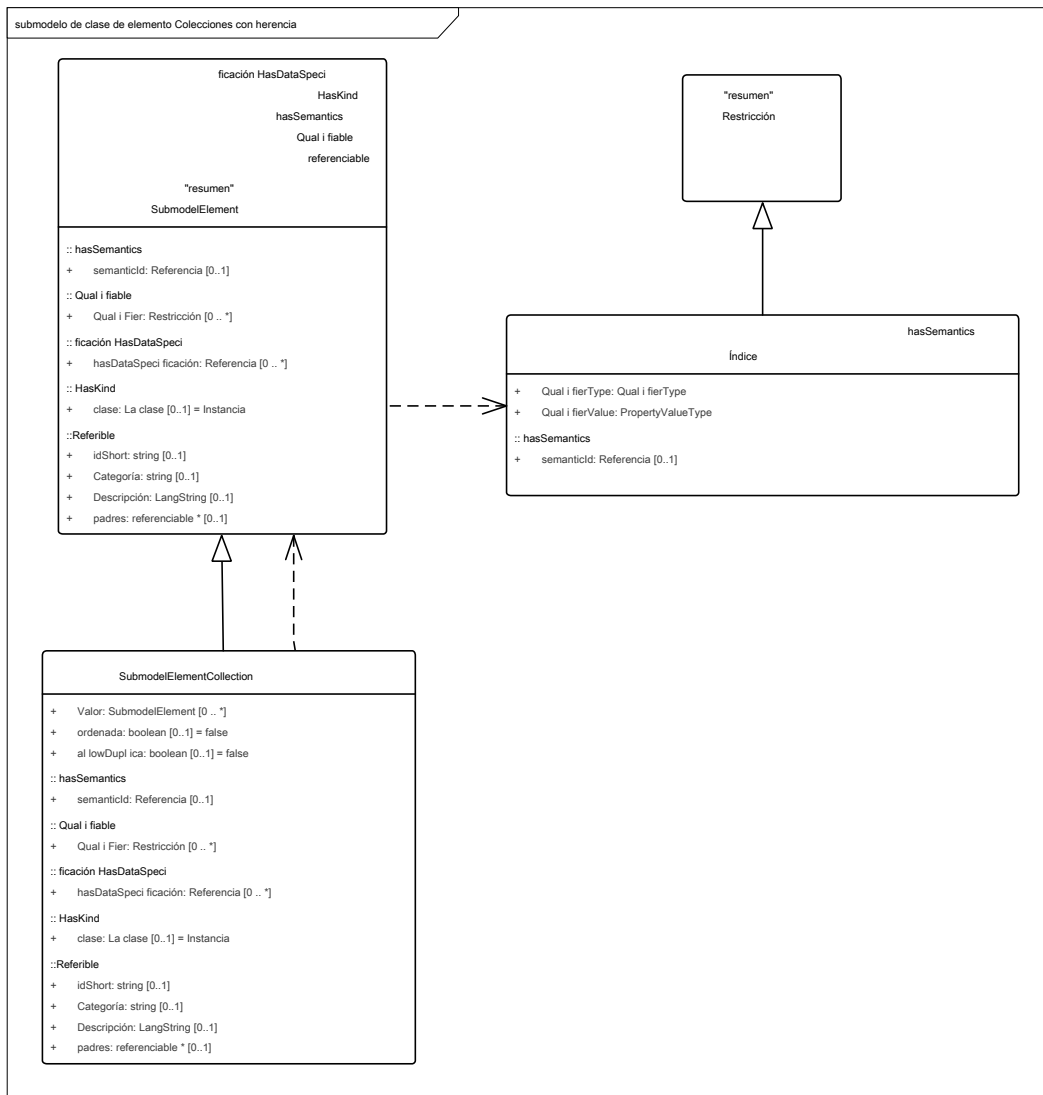 submodelo de clase de elemento Colecciones con herencia
ficación HasDataSpeci
HasKind
hasSemantics
Qual i fiable
referenciable
"resumen"
SubmodelElement
:: hasSemantics
+ semanticId: Referencia [0..1]
:: Qual i fiable
+ Qual i Fier: Restricción [0 .. *]
:: ficación HasDataSpeci
+ hasDataSpeci ficación: Referencia [0 .. *]
:: HasKind
+ clase: La clase [0..1] = Instancia
::Referible
+ idShort: string [0..1]
+ Categoría: string [0..1]
+ Descripción: LangString [0..1]
+ padres: referenciable * [0..1]
"resumen"
Restricción
hasSemantics
Índice
+ Qual i fierType: Qual i fierType
+ Qual i fierValue: PropertyValueType
:: hasSemantics
+ semanticId: Referencia [0..1]
SubmodelElementCollection
+ Valor: SubmodelElement [0 .. *]
+ ordenada: boolean [0..1] = false
+ al lowDupl ica: boolean [0..1] = false
:: hasSemantics
+ semanticId: Referencia [0..1]
:: Qual i fiable
+ Qual i Fier: Restricción [0 .. *]
:: ficación HasDataSpeci
+ hasDataSpeci ficación: Referencia [0 .. *]
:: HasKind
+ clase: La clase [0..1] = Instancia
::Referible
+ idShort: string [0..1]
+ Categoría: string [0..1]
+ Descripción: LangString [0..1]
+ padres: referenciable * [0..1]